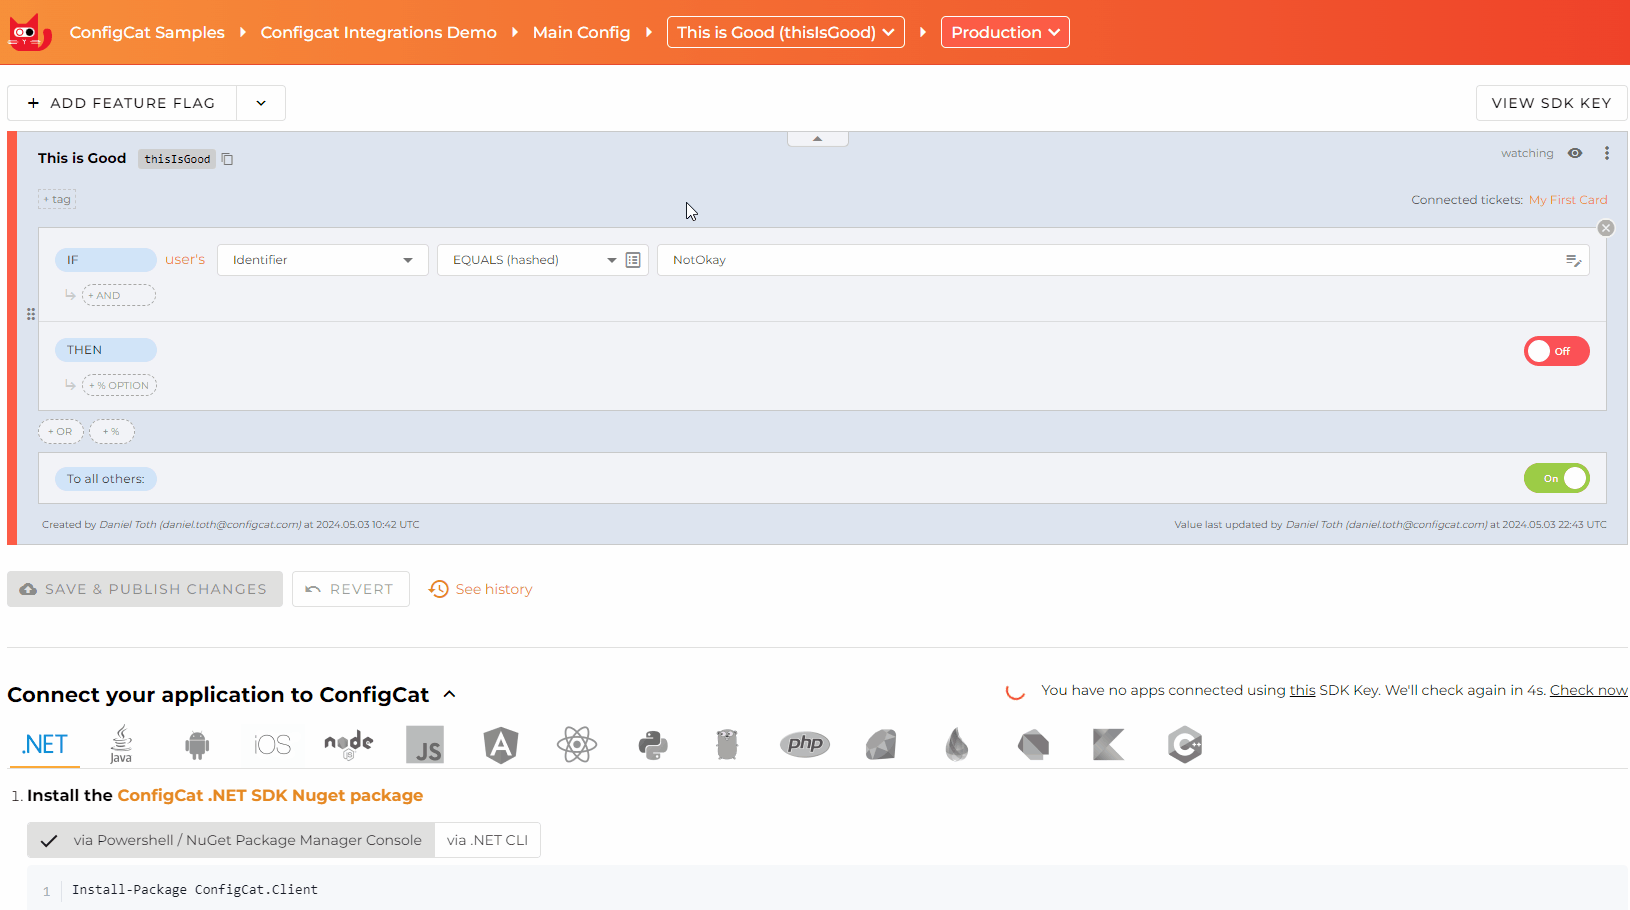 ConfigCat Samples Configcat Integrations Demo Main Config This is Good (thisIsGood) Production
+ ADD FEATURE FLAG VIEW SDK KEY
This is Good thisIsGood watching
+ tag Connected tickets: My First Card
IF user's Identifier EQUALS (hashed) NotOkay
+ AND
THEN Off
+ % OPTION
+ OR + %
To all others: On
Created by Daniel Toth (daniel.toth@configcat.com) at 2024.05.03 10:42 UTC Value last updated by Daniel Toth (daniel.toth@configcat.com) at 2024.05.03 22:43 UTC
SAVE & PUBLISH CHANGES REVERT See history
Connect your application to ConfigCat You have no apps connected using this SDK Key. We'll check again in 4s. Check now
.NET Java iOS node JS JS A php C++
1. Install the ConfigCat .NET SDK Nuget package
via Powershell / NuGet Package Manager Console via .NET CLI
1 Install-Package ConfigCat.Client